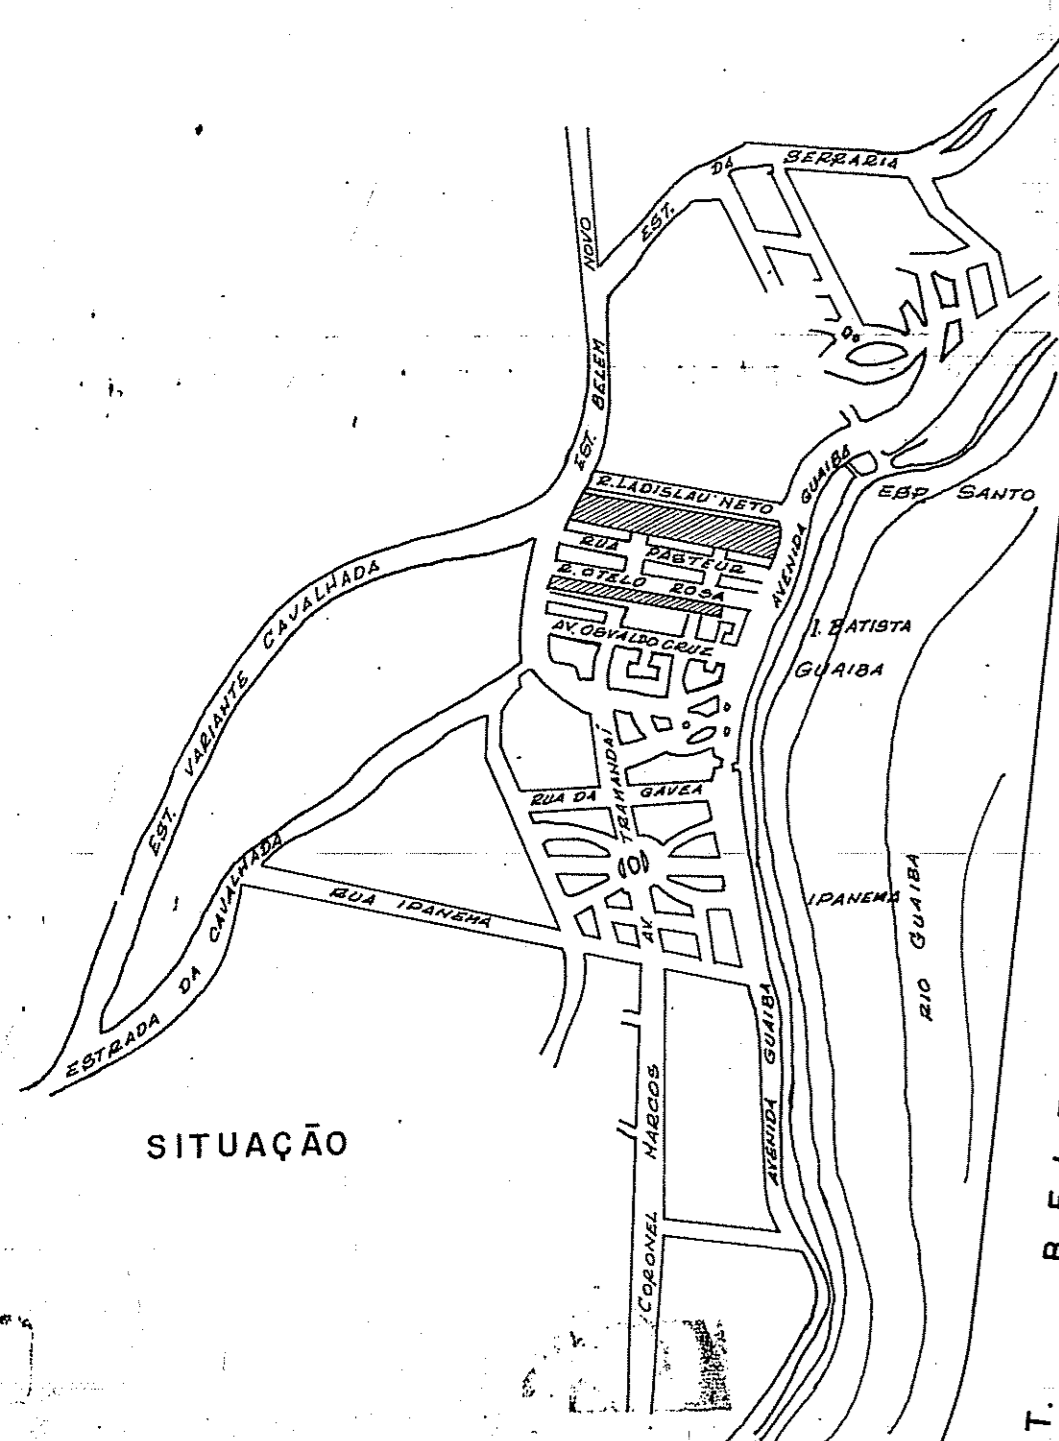 DA SERRARIA
EST.
NOVO
BELEM
EST.
R. LADISLAU NETO
AVENIDA GUAIBA
ESP. SANTO
RUA PASTEUR
R. OTELO ROSA
AV. OSVALDO CRUZ
I. BATISTA
GUAIBA
EST. VARIANTE CAVALHADA
TRAMANDAÍ
RUA DA GAVEA
ESTRADA DA CAVALHADA
RUA IPANEMA
AV.
IPANEMA
RIO GUAIBA
AVENIDA GUAIBA
CORONEL MARCOS
SITUAÇÃO
T.